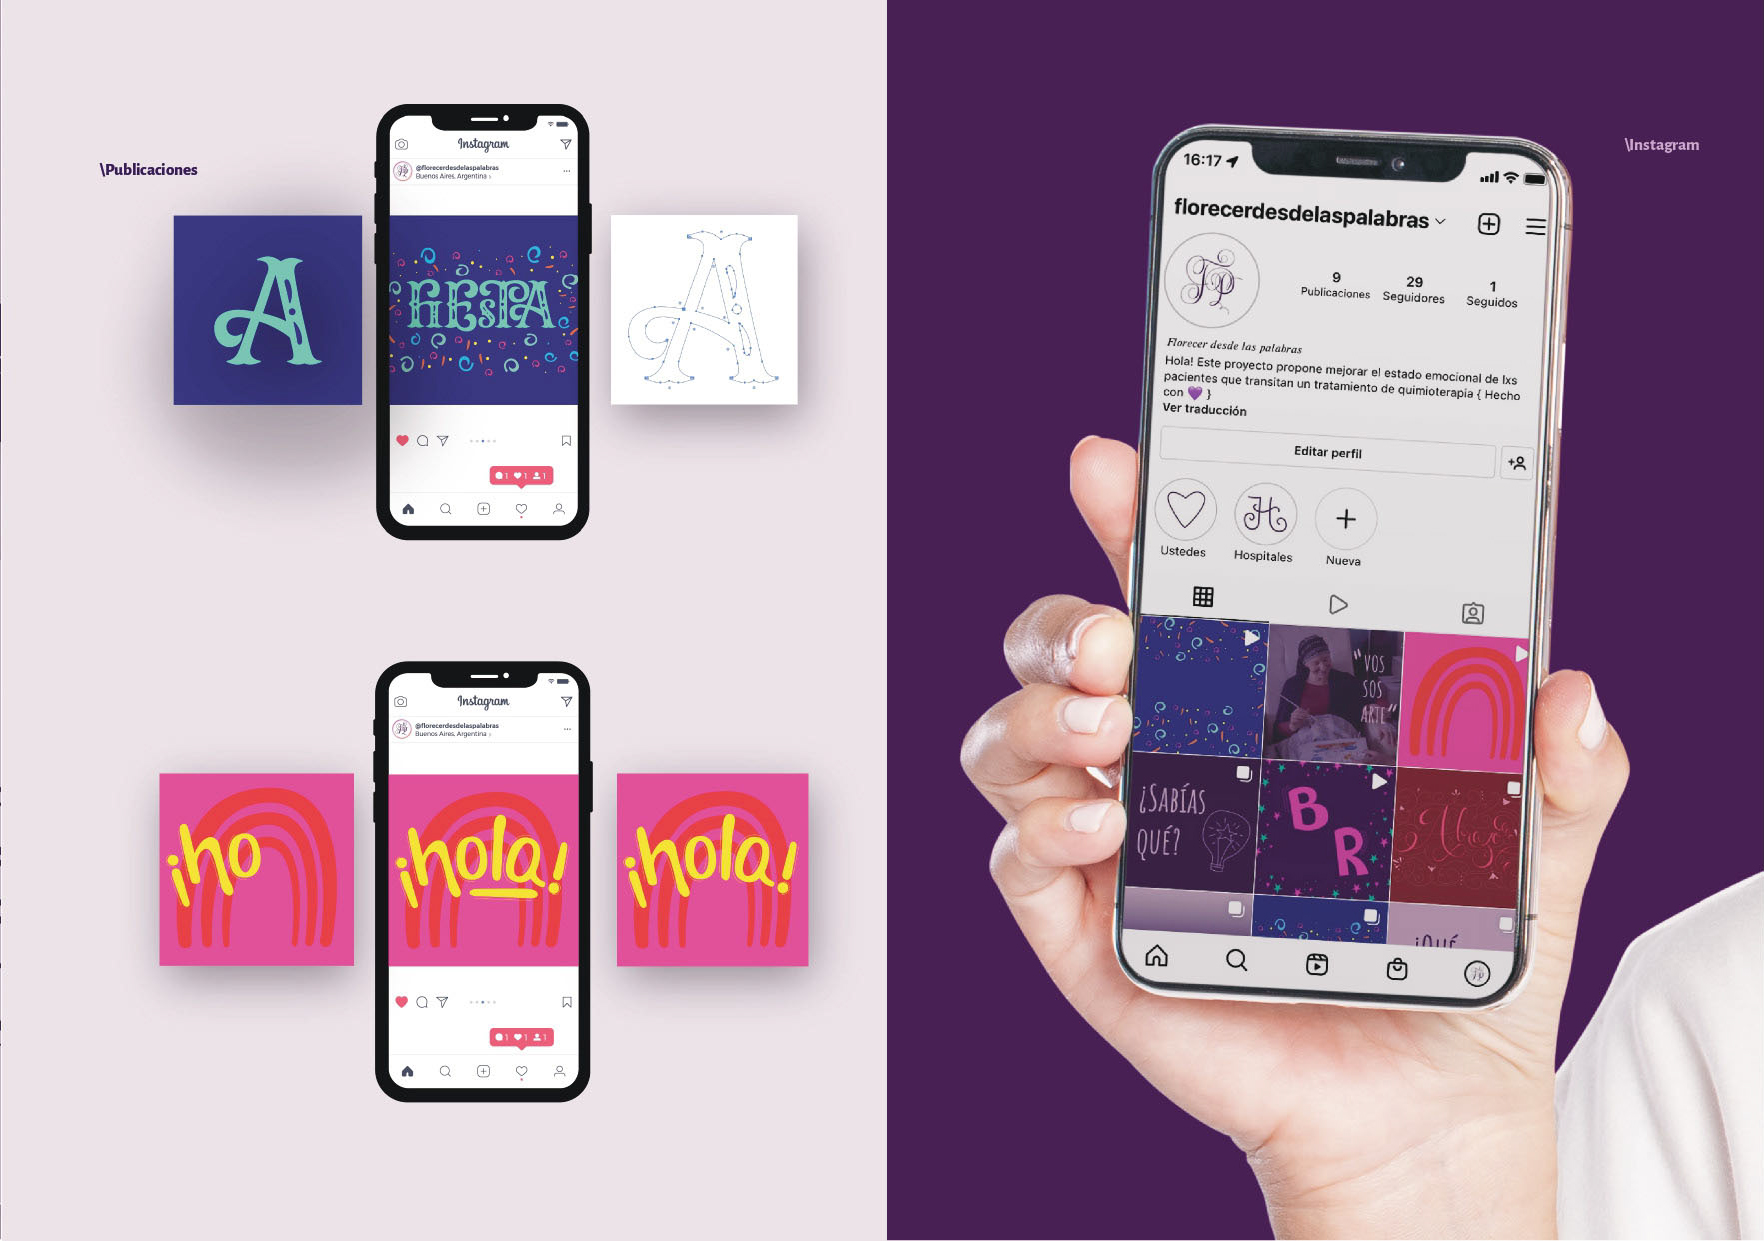 \Publicaciones
Instagram
@florecerdesdelaspalabras
Buenos Aires, Argentina
A
FIESTA
A
1 1 1
Instagram
@florecerdesdelaspalabras
Buenos Aires, Argentina
¡ho
¡hola!
¡hola!
1 1 1
\Instagram
16:17
florecerdesdelaspalabras
Fp
9
Publicaciones
29
Seguidores
1
Seguidos
Florecer desde las palabras
Hola! Este proyecto propone mejorar el estado emocional de lxs
pacientes que transitan un tratamiento de quimioterapia { Hecho
con 💜 }
Ver traducción
Editar perfil
H
Ustedes
Hospitales
Nueva
"VOS
SOS
ARTE"
¿SABÍAS
QUÉ?
B
R
¿QUÉ